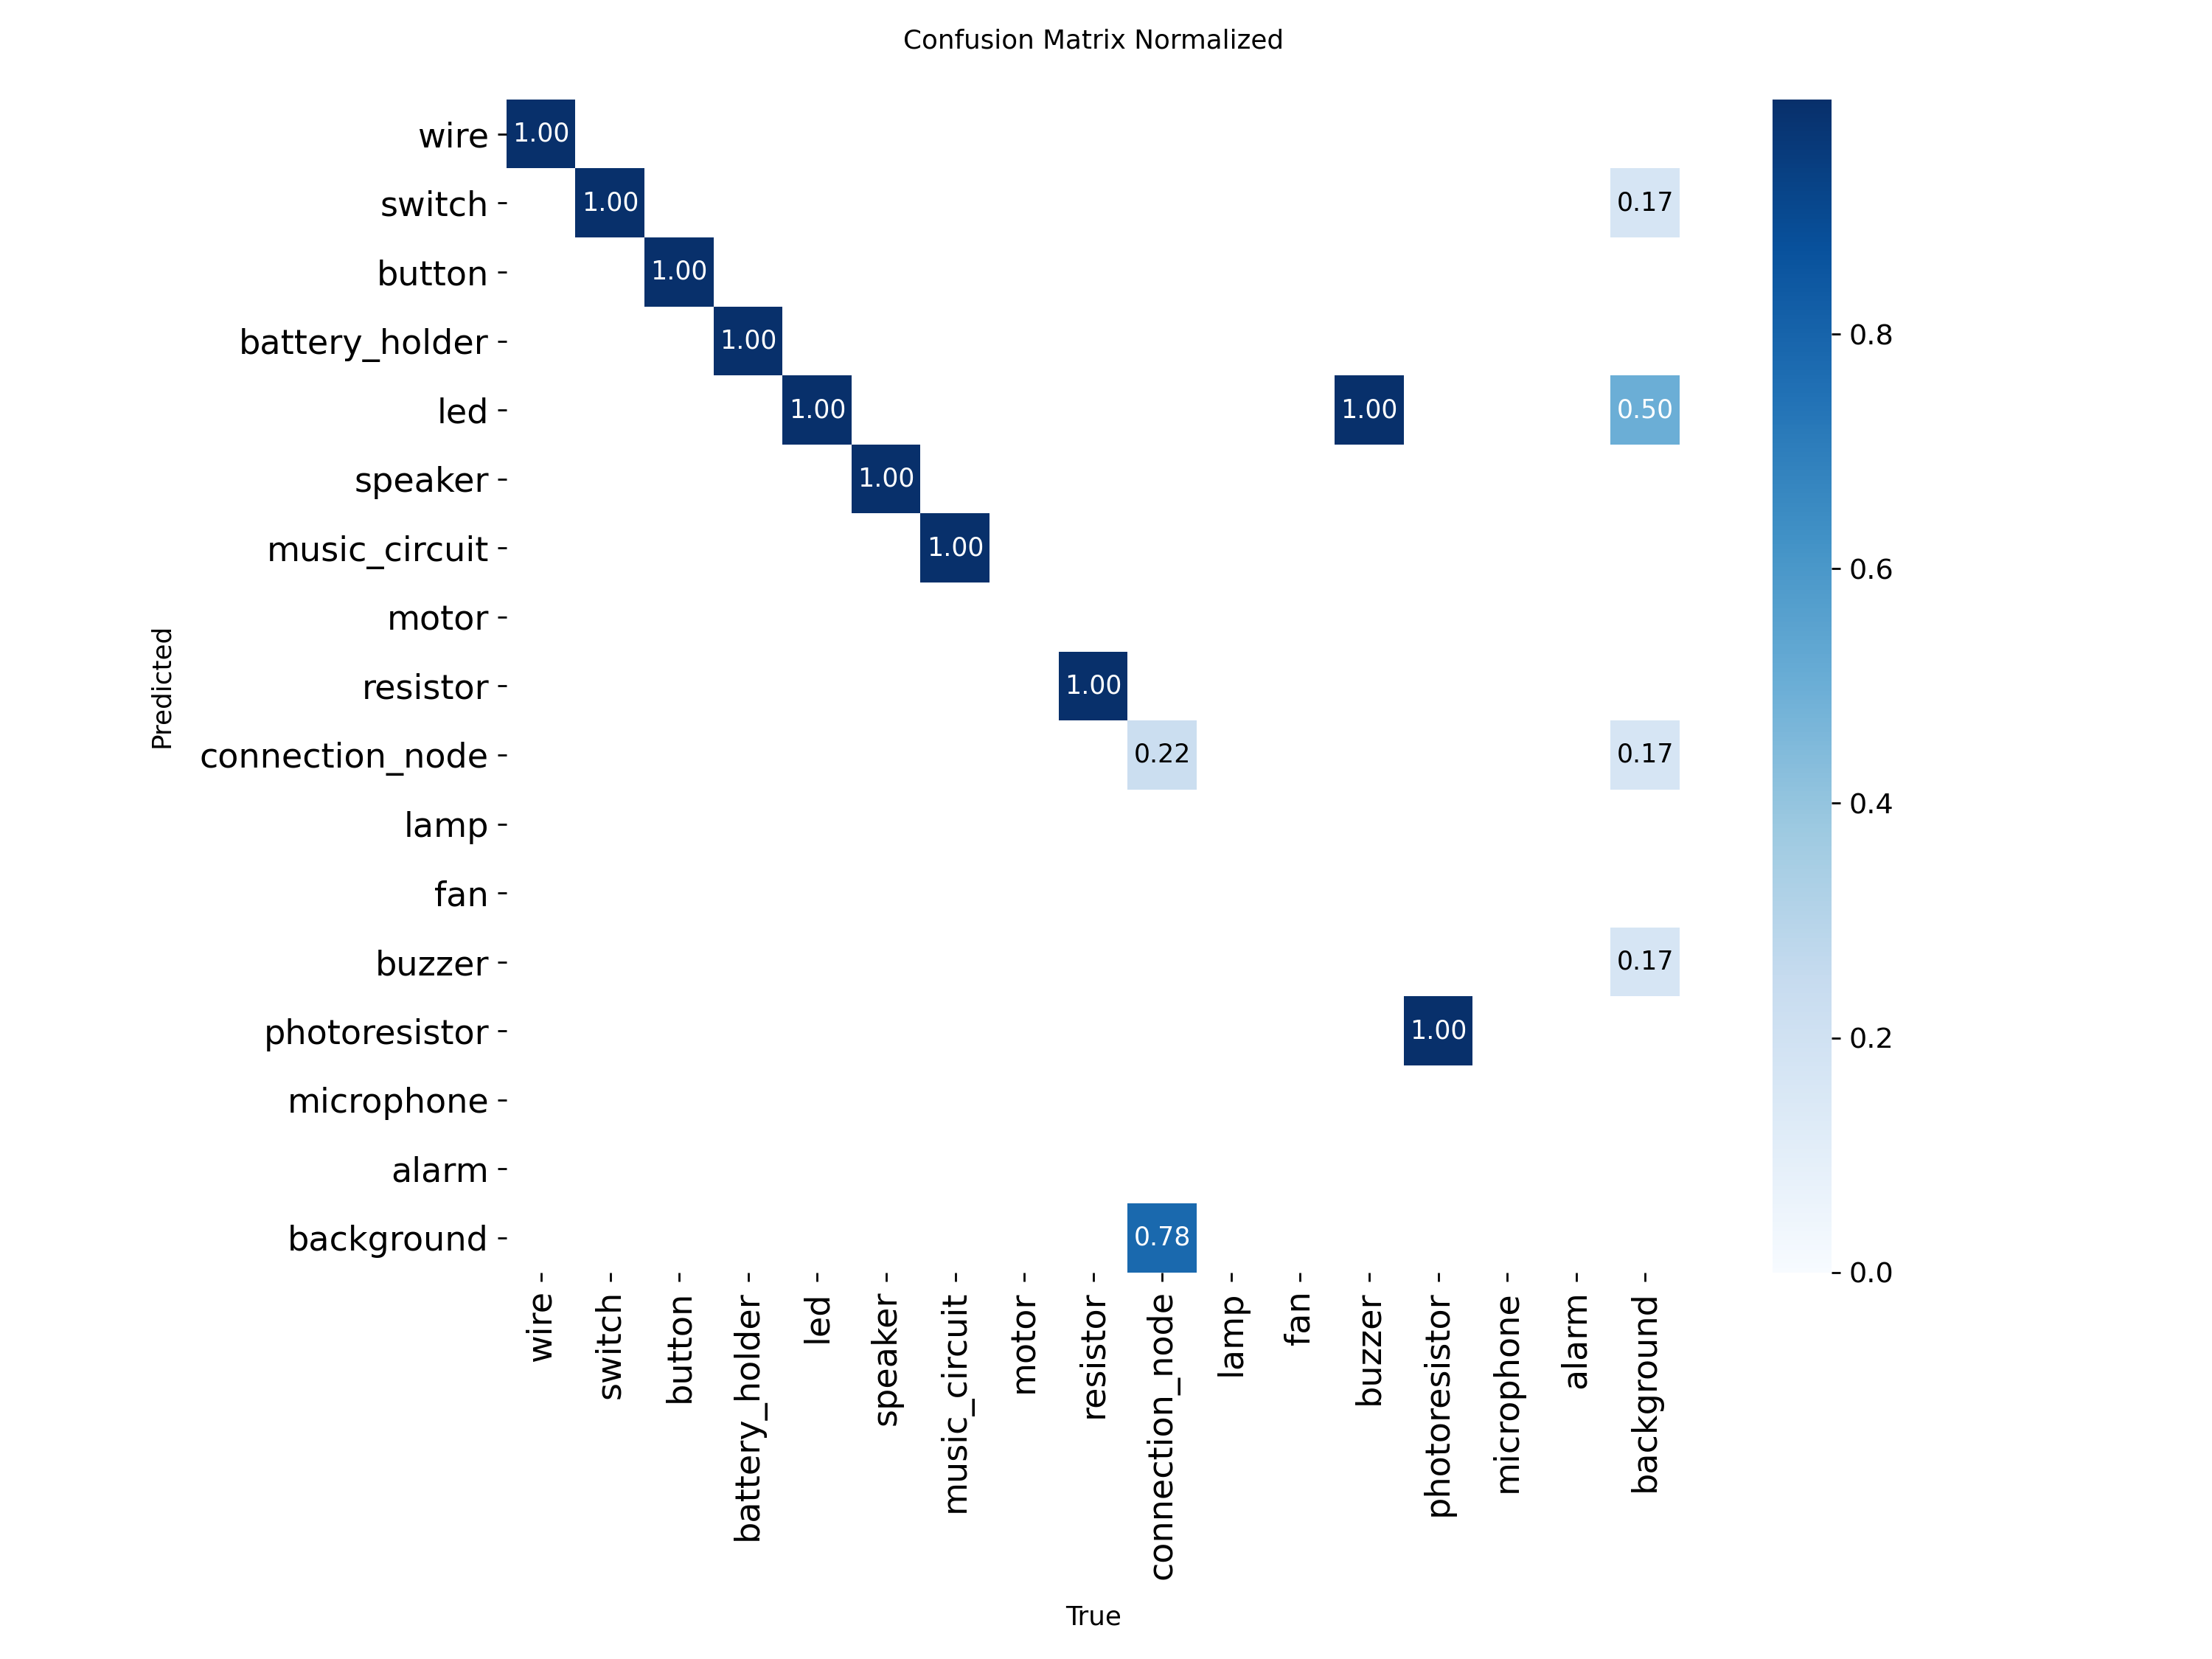 Confusion Matrix Normalized
wire
1.00
switch
1.00
0.17
button
1.00
battery_holder
1.00
0.8
led
1.00
1.00
0.50
speaker
1.00
music_circuit
1.00
0.6
motor
Predicted
resistor
1.00
connection_node
0.22
0.17
0.4
lamp
fan
buzzer
0.17
photoresistor
1.00
0.2
microphone
alarm
background
0.78
0.0
wire
switch
button
battery_holder
led
speaker
music_circuit
motor
resistor
connection_node
lamp
fan
buzzer
photoresistor
microphone
alarm
background
True